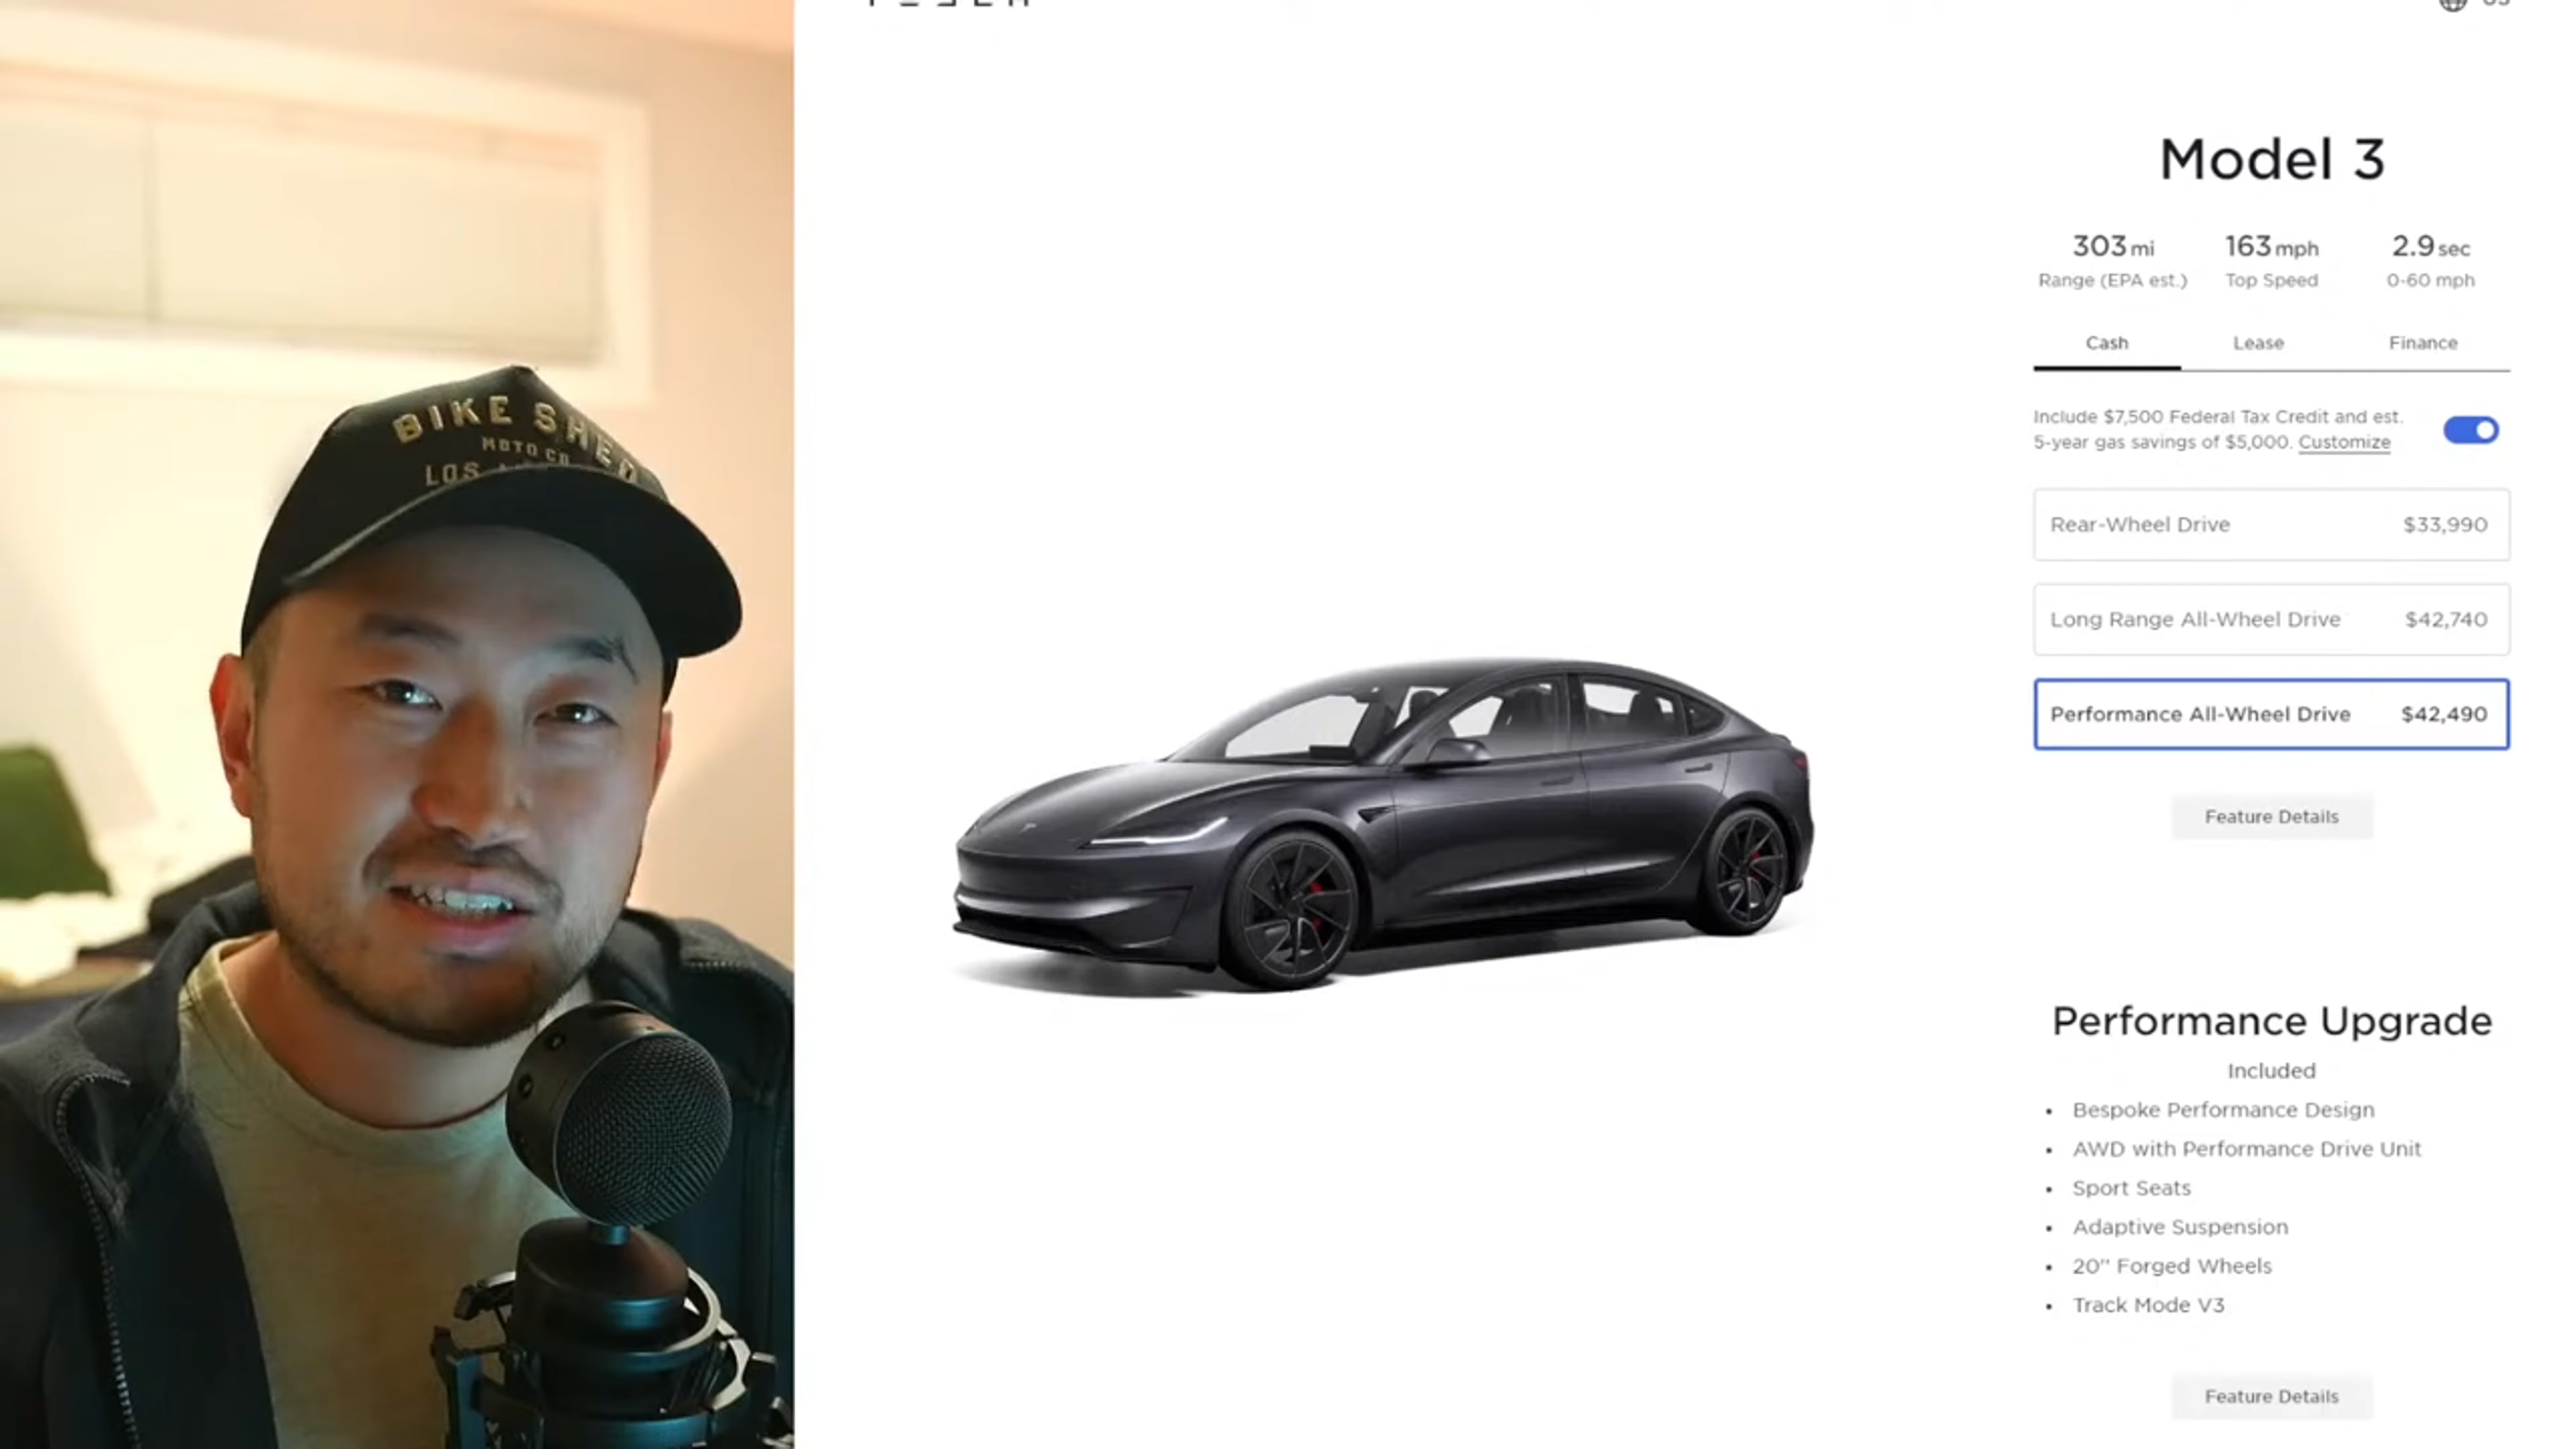 BIKE SHED
MOTO CO.
LOS
Model 3
303 mi 163 mph 2.9 sec
Range (EPA est.) Top Speed 0-60 mph
Cash Lease Finance
Include $7,500 Federal Tax Credit and est.
5-year gas savings of $5,000. Customize
Rear-Wheel Drive $33,990
Long Range All-Wheel Drive $42,740
Performance All-Wheel Drive $42,490
Feature Details
Performance Upgrade
Included
• Bespoke Performance Design
• AWD with Performance Drive Unit
• Sport Seats
• Adaptive Suspension
• 20" Forged Wheels
• Track Mode V3
Feature Details